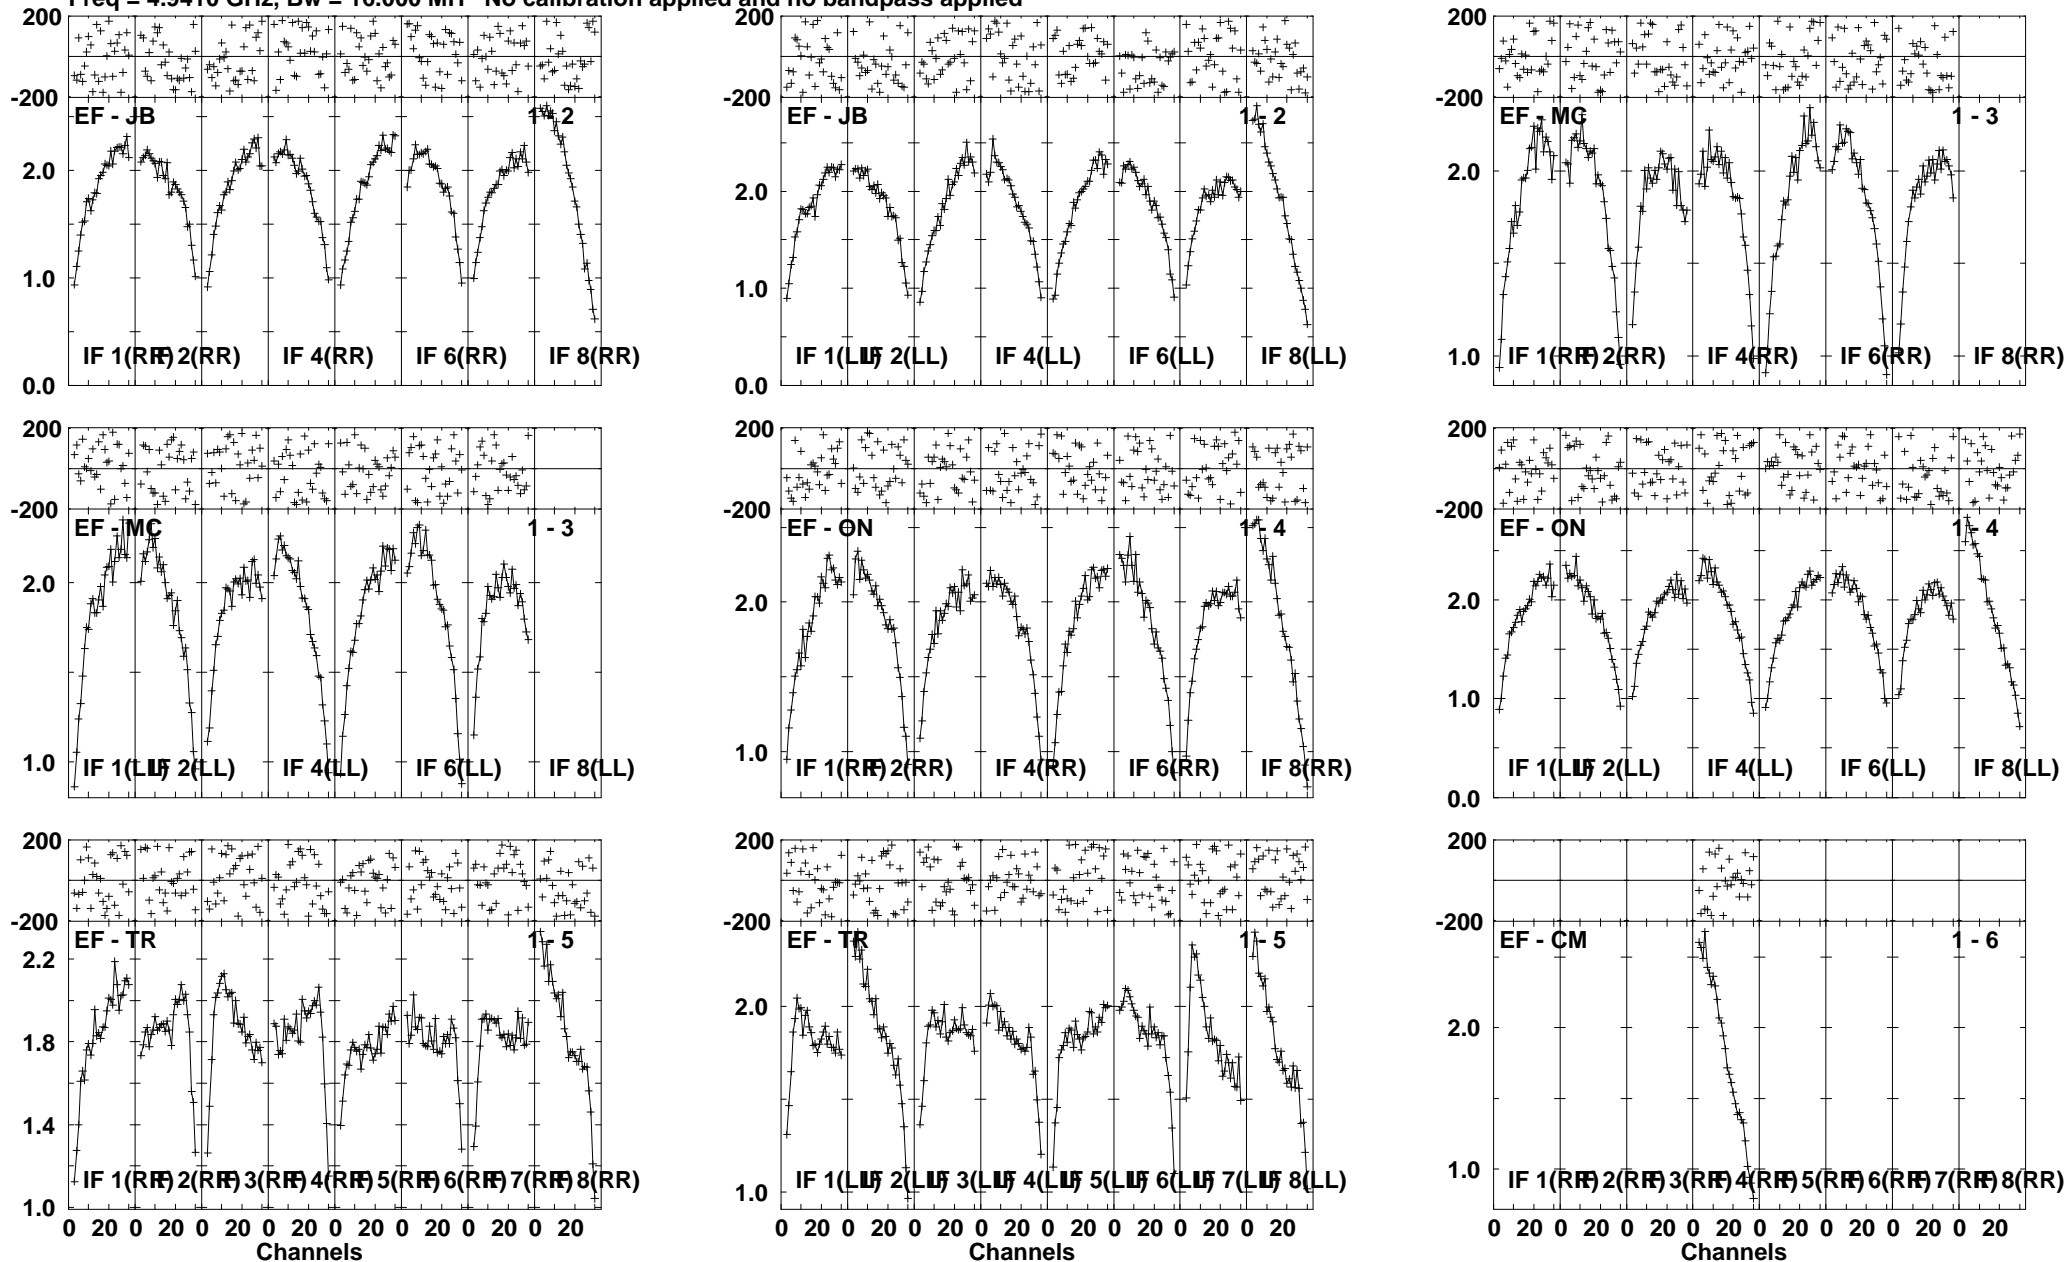 Freq = 4.9410 GHz, Bw = 16.000 MH No calibration applied and no bandpass applied
200 200 200
-200 -200 -200
EF - JB 1 - 2 EF - JB 1 - 2 EF - MC 1 - 3
2.0 2.0 2.0
1.0 1.0 1.0
IF 1(RR) IF 2(RR) IF 4(RR) IF 6(RR) IF 8(RR) IF 1(LL) IF 2(LL) IF 4(LL) IF 6(LL) IF 8(LL) IF 1(RR) IF 2(RR) IF 4(RR) IF 6(RR) IF 8(RR)
0.0 0.0
200 200 200
-200 -200 -200
EF - MC 1 - 3 EF - ON 1 - 4 EF - ON 1 - 4
2.0 2.0 2.0
1.0 1.0 1.0
IF 1(LL) IF 2(LL) IF 4(LL) IF 6(LL) IF 8(LL) IF 1(RR) IF 2(RR) IF 4(RR) IF 6(RR) IF 8(RR) IF 1(LL) IF 2(LL) IF 4(LL) IF 6(LL) IF 8(LL)
0.0
200 200 200
-200 -200 -200
EF - TR 1 - 5 EF - TR 1 - 5 EF - CM 1 - 6
2.2
2.0 2.0 2.0
1.8
1.4
IF 1(RR) IF 2(RR) IF 3(RR) IF 4(RR) IF 5(RR) IF 6(RR) IF 7(RR) IF 8(RR) 1.0 IF 1(LL) IF 2(LL) IF 3(LL) IF 4(LL) IF 5(LL) IF 6(LL) IF 7(LL) IF 8(LL) 1.0 IF 1(RR) IF 2(RR) IF 3(RR) IF 4(RR) IF 5(RR) IF 6(RR) IF 7(RR) IF 8(RR)
1.0
0 20 0 20 0 20 0 20 0 20 0 20 0 20 0 20 0 20 0 20 0 20 0 20 0 20 0 20 0 20 0 20 0 20 0 20 0 20 0 20 0 20 0 20 0 20 0 20
Channels Channels Channels